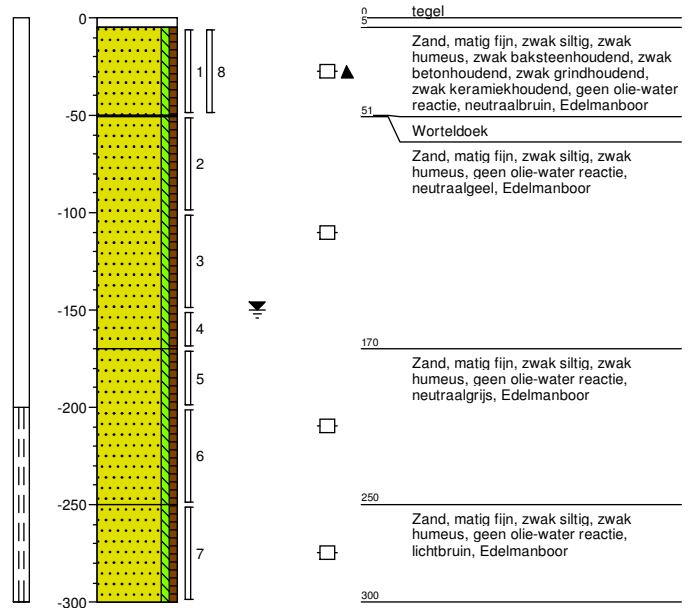 0
-50
-100
-150
-200
-250
-300
1
8
2
3
4
5
6
7
0
tegel
5
Zand, matig fijn, zwak siltig, zwak
humeus, zwak baksteenhoudend, zwak
betonhoudend, zwak grindhoudend,
zwak keramiekhoudend, geen olie-water
reactie, neutraalbruin, Edelmanboor
51
Worteldoek
Zand, matig fijn, zwak siltig, zwak
humeus, geen olie-water reactie,
neutraalgeel, Edelmanboor
170
Zand, matig fijn, zwak siltig, zwak
humeus, geen olie-water reactie,
neutraalgrijs, Edelmanboor
250
Zand, matig fijn, zwak siltig, zwak
humeus, geen olie-water reactie,
lichtbruin, Edelmanboor
300